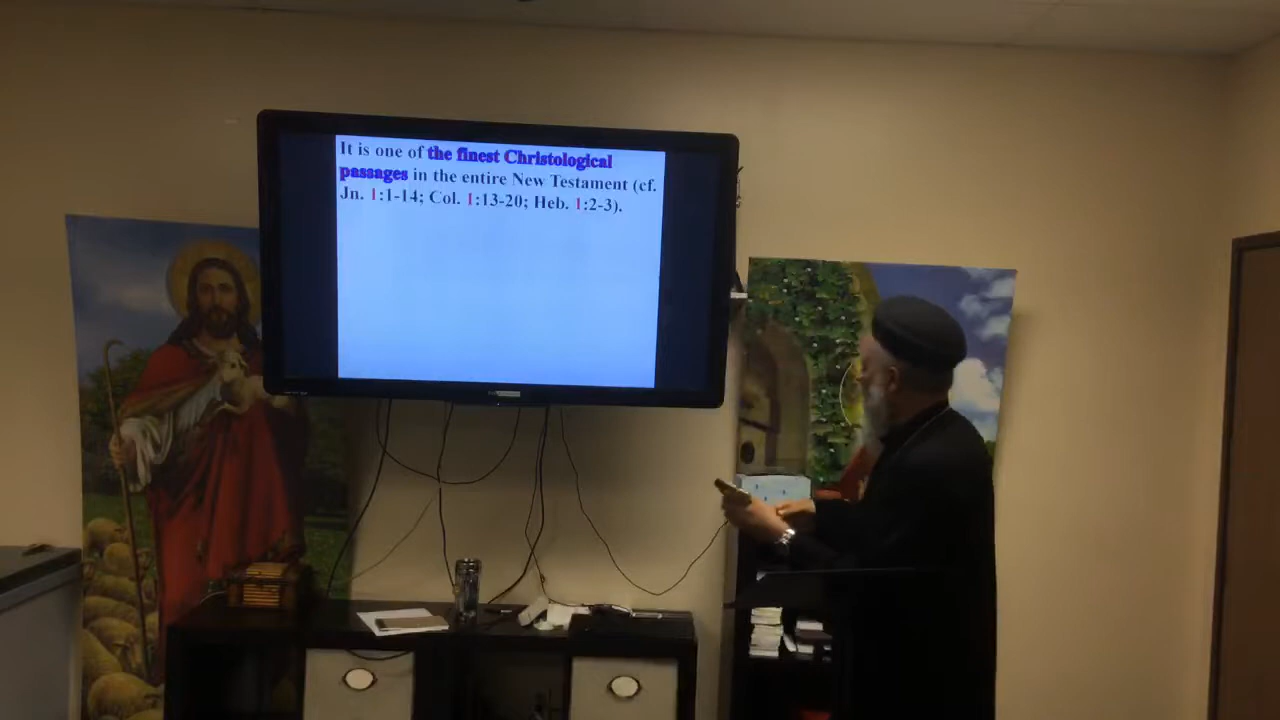 It is one of the finest Christological
passages in the entire New Testament (cf.
Jn. 1:1-14; Col. 1:13-20; Heb. 1:2-3).